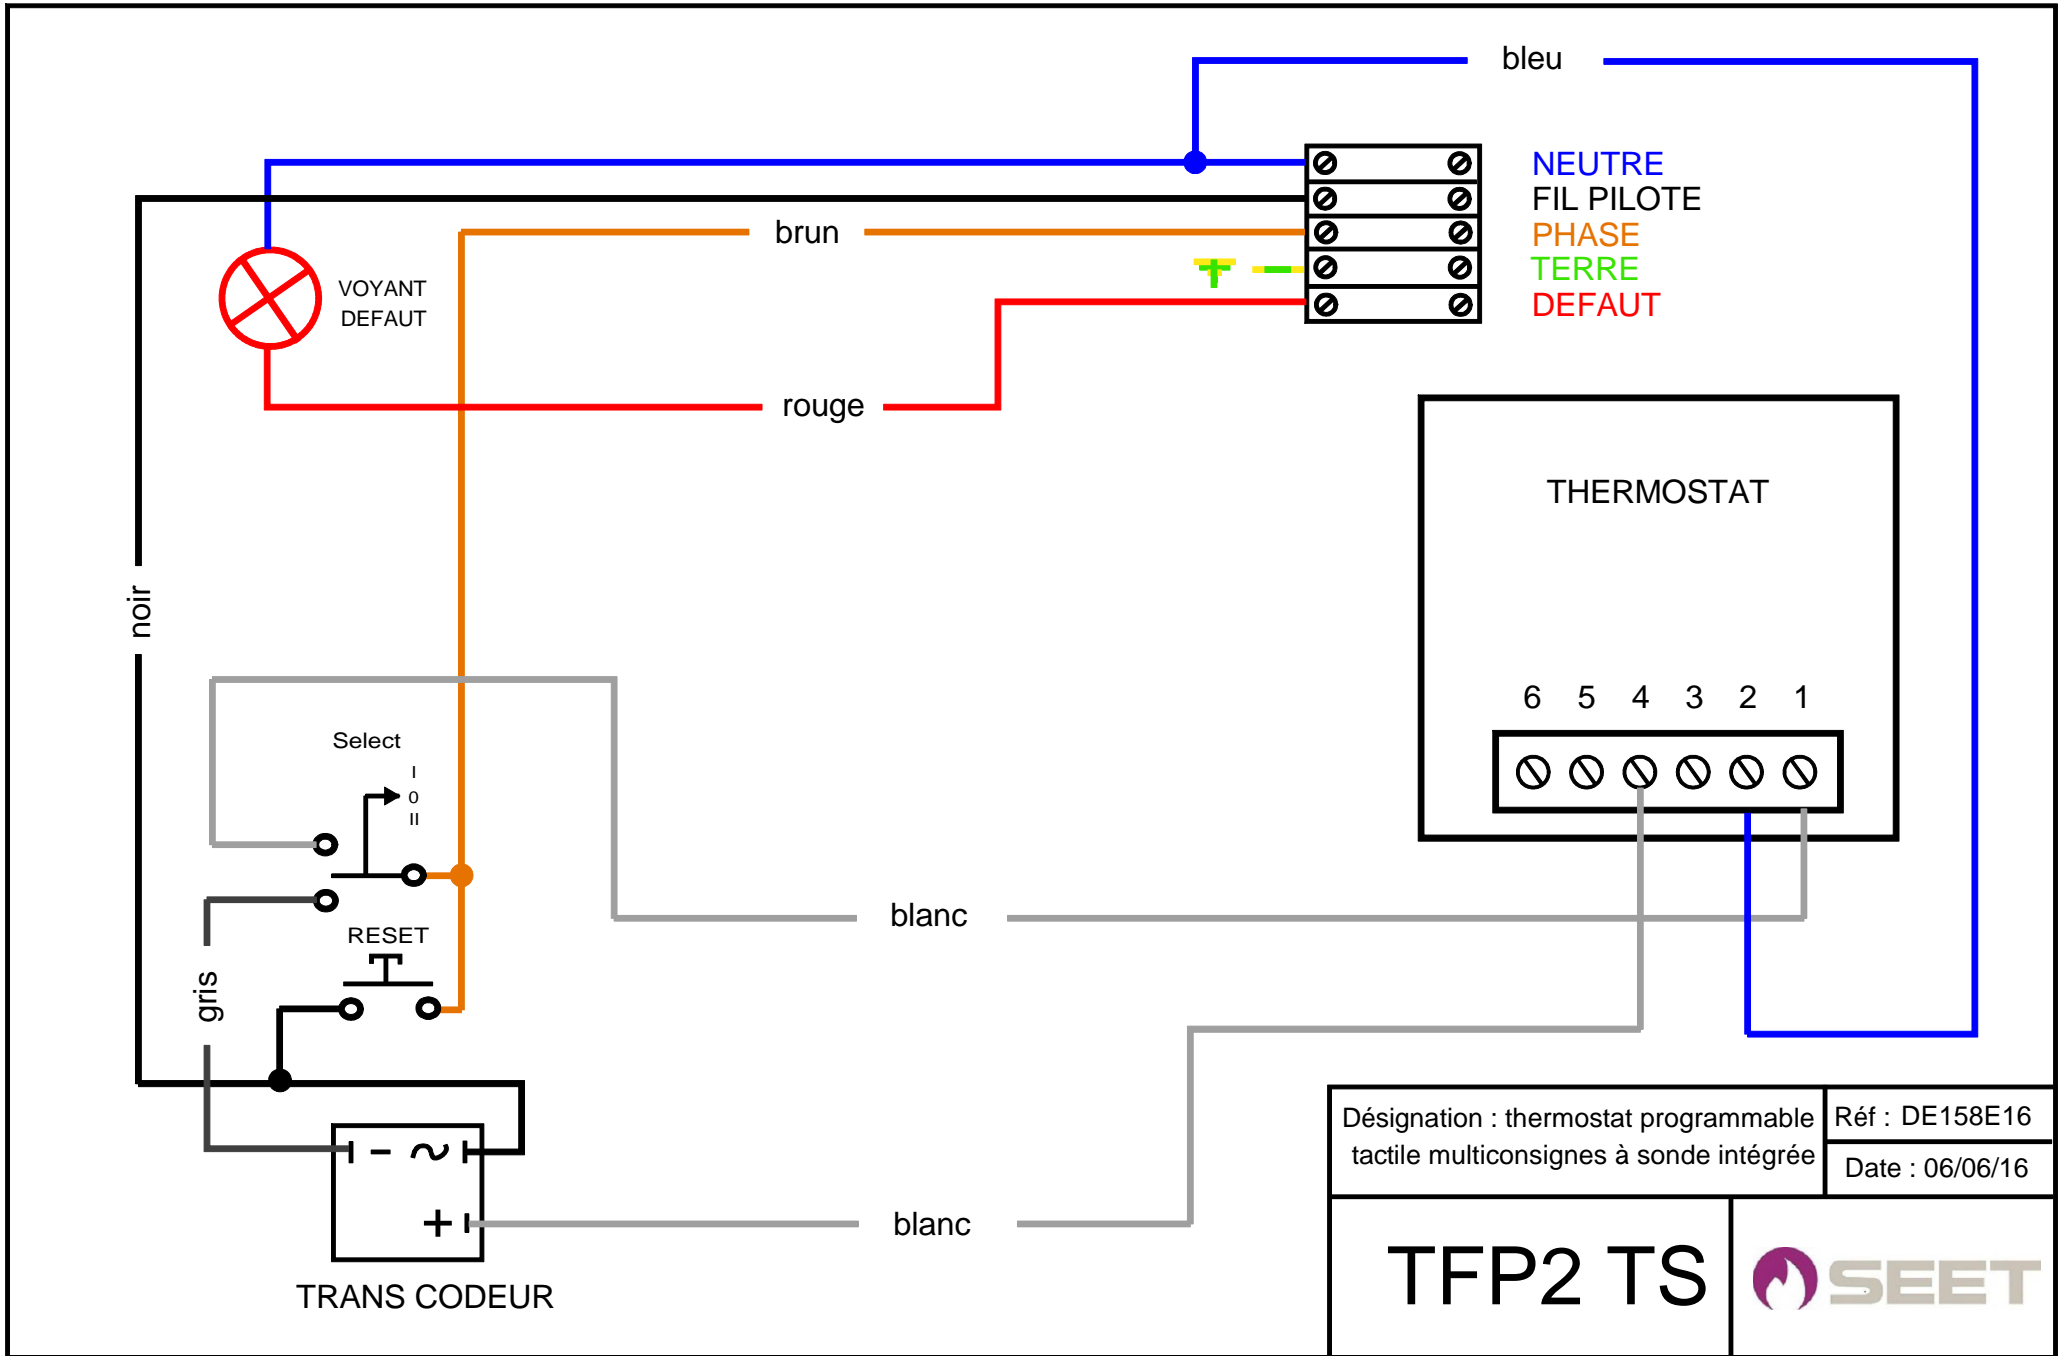 bleu
NEUTRE
FIL PILOTE
PHASE
TERRE
DEFAUT
brun
VOYANT
DEFAUT
rouge
THERMOSTAT
noir
6 5 4 3 2 1
Select
I
0
II
blanc
RESET
gris
- ~
+
blanc
TRANS CODEUR
Désignation : thermostat programmable
tactile multiconsignes à sonde intégrée
Réf : DE158E16
Date : 06/06/16
TFP2 TS
SEET